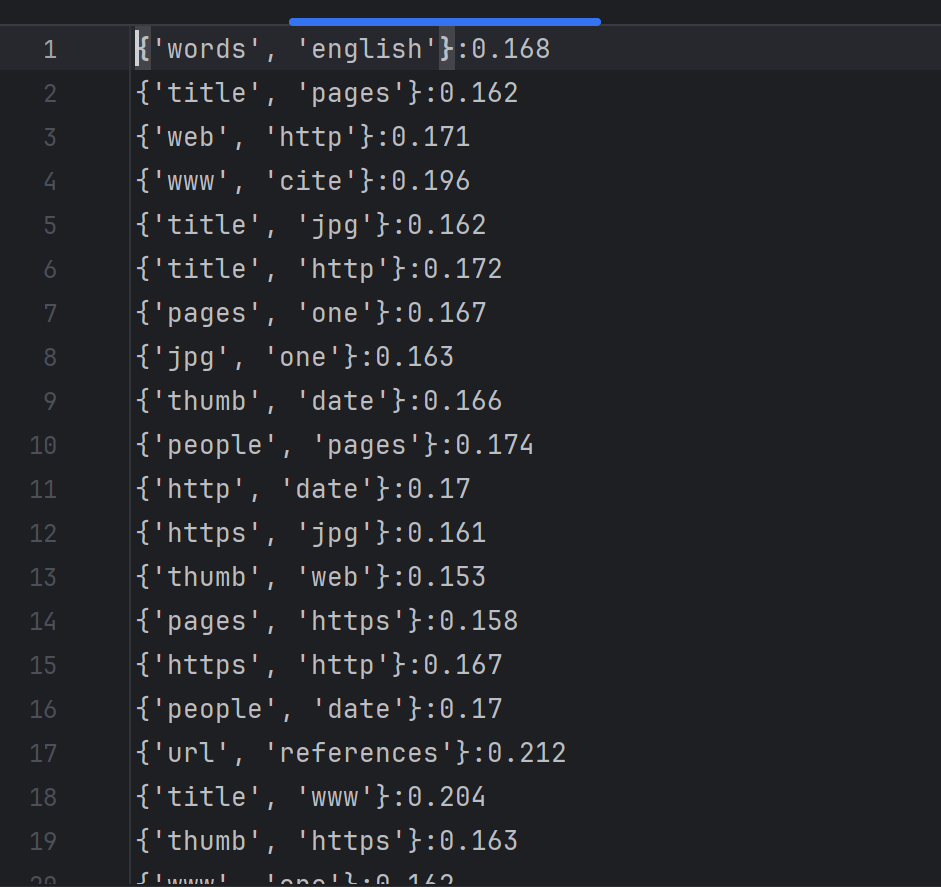 1 {'words', 'english'}:0.168
2 {'title', 'pages'}:0.162
3 {'web', 'http'}:0.171
4 {'www', 'cite'}:0.196
5 {'title', 'jpg'}:0.162
6 {'title', 'http'}:0.172
7 {'pages', 'one'}:0.167
8 {'jpg', 'one'}:0.163
9 {'thumb', 'date'}:0.166
10 {'people', 'pages'}:0.174
11 {'http', 'date'}:0.17
12 {'https', 'jpg'}:0.161
13 {'thumb', 'web'}:0.153
14 {'pages', 'https'}:0.158
15 {'https', 'http'}:0.167
16 {'people', 'date'}:0.17
17 {'url', 'references'}:0.212
18 {'title', 'www'}:0.204
19 {'thumb', 'https'}:0.163
20 {'www', 'one'}:0.162